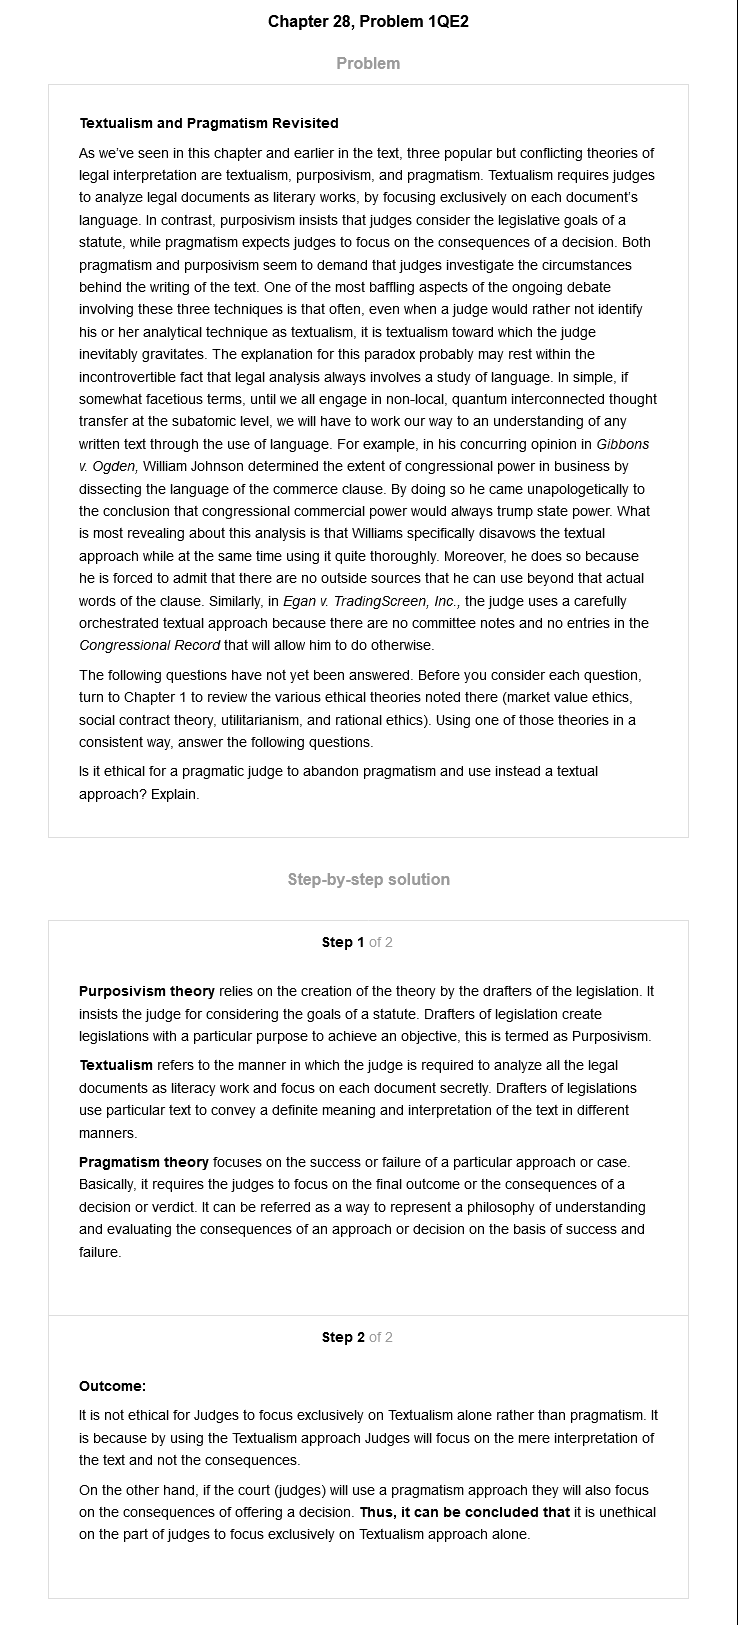 Chapter 28, Problem 1QE2
Problem
Textualism and Pragmatism Revisited
As we've seen in this chapter and earlier in the text, three popular but conflicting theories of
legal interpretation are textualism, purposivism, and pragmatism. Textualism requires judges
to analyze legal documents as literary works, by focusing exclusively on each document's
language. In contrast, purposivism insists that judges consider the legislative goals of a
statute, while pragmatism expects judges to focus on the consequences of a decision. Both
pragmatism and purposivism seem to demand that judges investigate the circumstances
behind the writing of the text. One of the most baffling aspects of the ongoing debate
involving these three techniques is that often, even when a judge would rather not identify
his or her analytical technique as textualism, it is textualism toward which the judge
inevitably gravitates. The explanation for this paradox probably may rest within the
incontrovertible fact that legal analysis always involves a study of language. In simple, if
somewhat facetious terms, until we all engage in non-local, quantum interconnected thought
transfer at the subatomic level, we will have to work our way to an understanding of any
written text through the use of language. For example, in his concurring opinion in Gibbons
v. Ogden, William Johnson determined the extent of congressional power in business by
dissecting the language of the commerce clause. By doing so he came unapologetically to
the conclusion that congressional commercial power would always trump state power. What
is most revealing about this analysis is that Williams specifically disavows the textual
approach while at the same time using it quite thoroughly. Moreover, he does so because
he is forced to admit that there are no outside sources that he can use beyond that actual
words of the clause. Similarly, in Egan v. TradingScreen, Inc., the judge uses a carefully
orchestrated textual approach because there are no committee notes and no entries in the
Congressional Record that will allow him to do otherwise.
The following questions have not yet been answered. Before you consider each question,
turn to Chapter 1 to review the various ethical theories noted there (market value ethics,
social contract theory, utilitarianism, and rational ethics). Using one of those theories in a
consistent way, answer the following questions.
Is it ethical for a pragmatic judge to abandon pragmatism and use instead a textual
approach? Explain.
Step-by-step solution
Step 1 of 2
Purposivism theory relies on the creation of the theory by the drafters of the legislation. It
insists the judge for considering the goals of a statute. Drafters of legislation create
legislations with a particular purpose to achieve an objective, this is termed as Purposivism.
Textualism refers to the manner in which the judge is required to analyze all the legal
documents as literacy work and focus on each document secretly. Drafters of legislations
use particular text to convey a definite meaning and interpretation of the text in different
manners.
Pragmatism theory focuses on the success or failure of a particular approach or case.
Basically, it requires the judges to focus on the final outcome or the consequences of a
decision or verdict. It can be referred as a way to represent a philosophy of understanding
and evaluating the consequences of an approach or decision on the basis of success and
failure.
Step 2 of 2
Outcome:
It is not ethical for Judges to focus exclusively on Textualism alone rather than pragmatism. It
is because by using the Textualism approach Judges will focus on the mere interpretation of
the text and not the consequences.
On the other hand, if the court (judges) will use a pragmatism approach they will also focus
on the consequences of offering a decision. Thus, it can be concluded that it is unethical
on the part of judges to focus exclusively on Textualism approach alone.